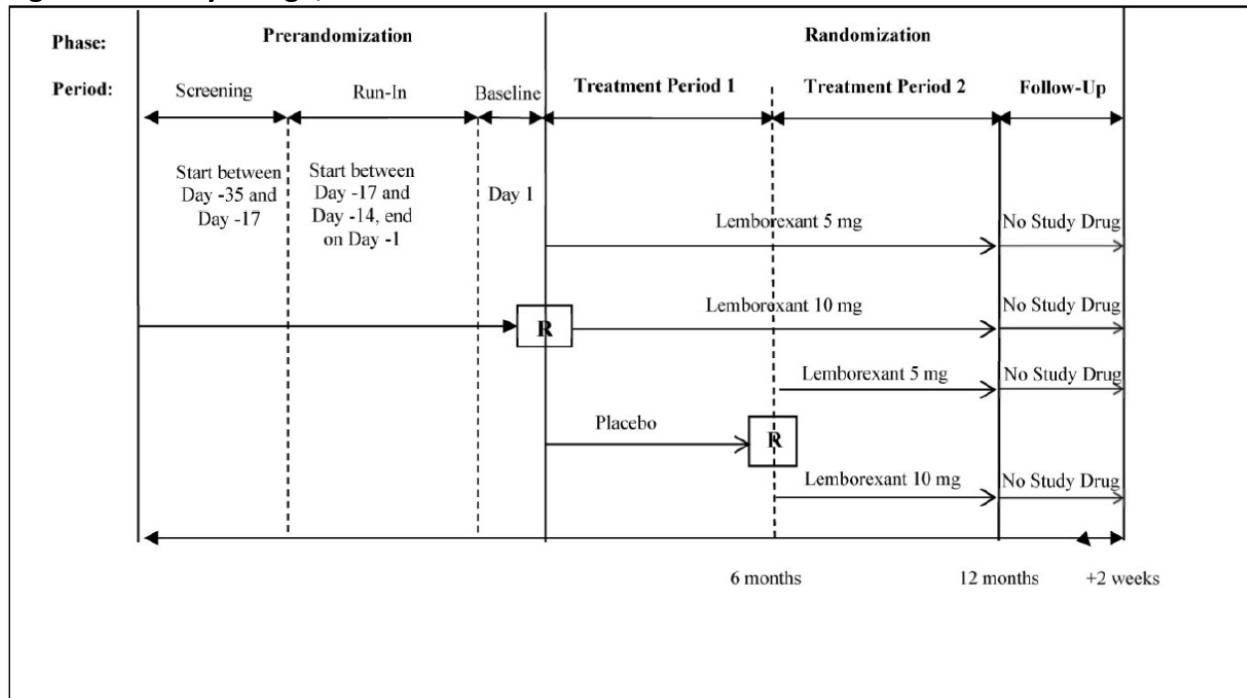 Phase:
Prerandomization
Randomization
Period:
Screening
Run-In
Baseline
Treatment Period 1
Treatment Period 2
Follow-Up
Start between
Day -35 and
Day -17
Start between
Day -17 and
Day -14, end
on Day -1
Day 1
Lemborexant 5 mg
No Study Drug
Lemborexant 10 mg
No Study Drug
R
Lemborexant 5 mg
No Study Drug
Placebo
R
Lemborexant 10 mg
No Study Drug
6 months
12 months
+2 weeks